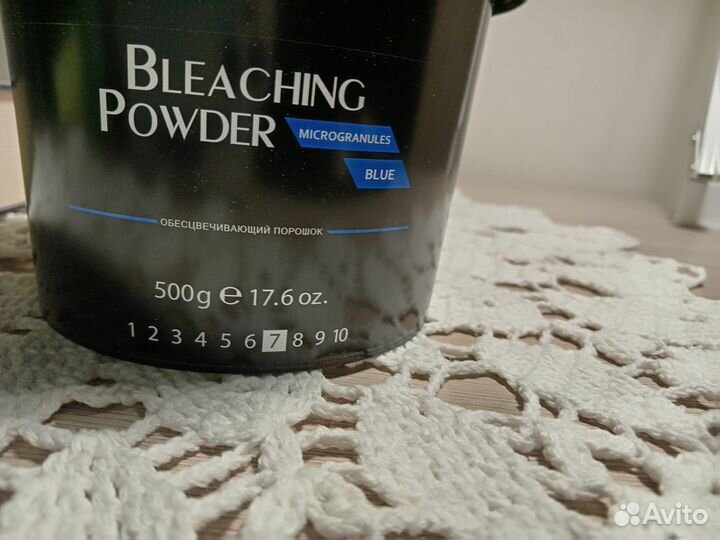 BLEACHING
POWDER
MICROGRANULES
BLUE
ОБЕСЦВЕЧИВАЮЩИЙ ПОРОШОК
500g ℮ 17.6 oz.
1 2 3 4 5 6 7 8 9 10
Avito